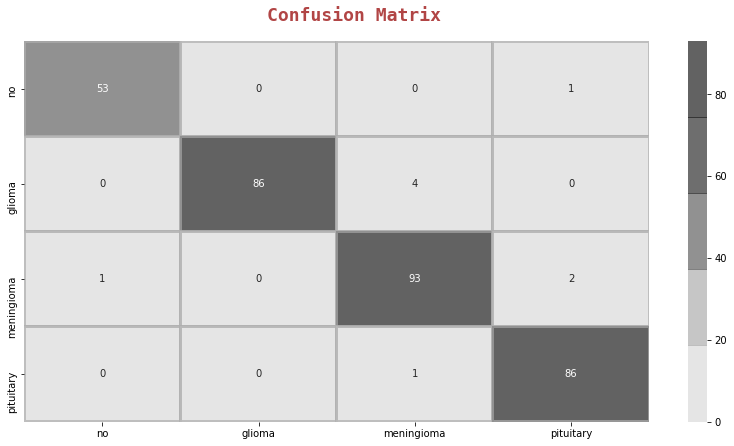 Confusion Matrix
no 53 0 0 1
glioma 0 86 4 0
meningioma 1 0 93 2
pituitary 0 0 1 86
no glioma meningioma pituitary
80
60
40
20
0